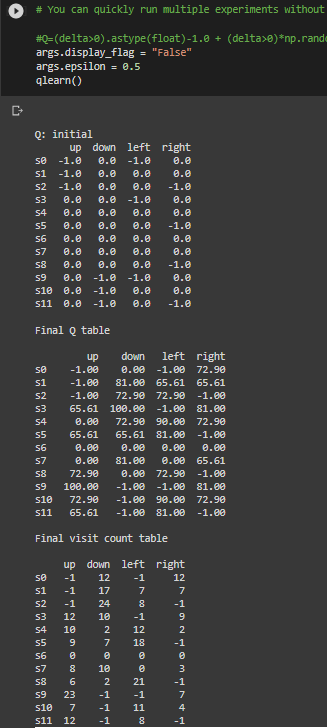 # You can quickly run multiple experiments without
#Q=(delta>0).astype(float)-1.0 + (delta>0)*np.rand
args.display_flag = "False"
args.epsilon = 0.5
qlearn()
Q: initial
up down left right
s0 -1.0 0.0 -1.0 0.0
s1 -1.0 0.0 0.0 0.0
s2 -1.0 0.0 0.0 -1.0
s3 0.0 0.0 -1.0 0.0
s4 0.0 0.0 0.0 0.0
s5 0.0 0.0 0.0 -1.0
s6 0.0 0.0 0.0 0.0
s7 0.0 0.0 0.0 0.0
s8 0.0 0.0 0.0 -1.0
s9 0.0 -1.0 -1.0 0.0
s10 0.0 -1.0 0.0 0.0
s11 0.0 -1.0 0.0 -1.0
Final Q table
up down left right
s0 -1.00 0.00 -1.00 72.90
s1 -1.00 81.00 65.61 65.61
s2 -1.00 72.90 72.90 -1.00
s3 65.61 100.00 -1.00 81.00
s4 0.00 72.90 90.00 72.90
s5 65.61 65.61 81.00 -1.00
s6 0.00 0.00 0.00 0.00
s7 0.00 81.00 0.00 65.61
s8 72.90 0.00 72.90 -1.00
s9 100.00 -1.00 -1.00 81.00
s10 72.90 -1.00 90.00 72.90
s11 65.61 -1.00 81.00 -1.00
Final visit count table
up down left right
s0 -1 12 -1 12
s1 -1 17 7 7
s2 -1 24 8 -1
s3 12 10 -1 9
s4 10 2 12 2
s5 9 7 18 -1
s6 0 0 0 0
s7 8 10 0 3
s8 6 2 21 -1
s9 23 -1 -1 7
s10 7 -1 11 4
s11 12 -1 8 -1